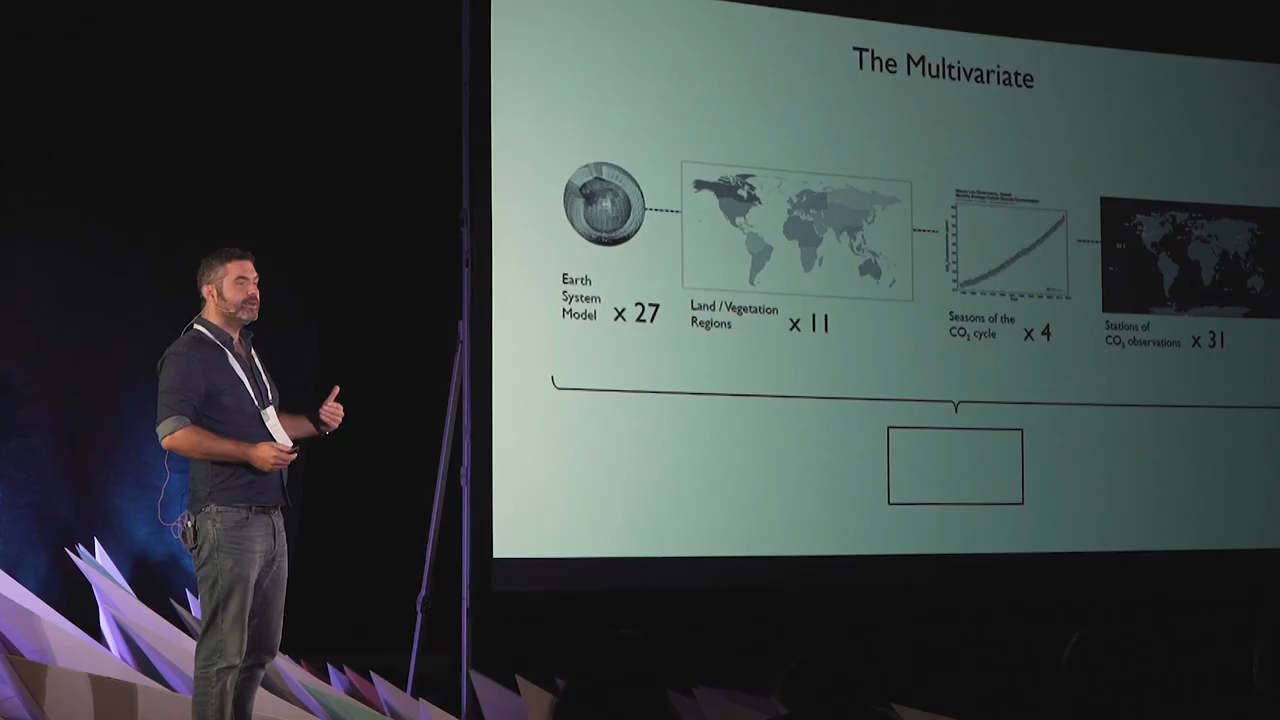 The Multivariate
Earth
System
Model x 27
Land / Vegetation
Regions x 11
Seasons of the
CO₂ cycle x 4
Stations of
CO₂ observations x 31